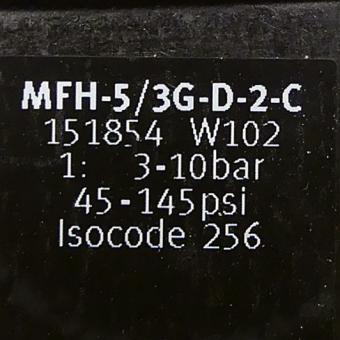 MFH-5/3G-D-2-C
151854 W102
1: 3-10bar
45-145psi
Isocode 256